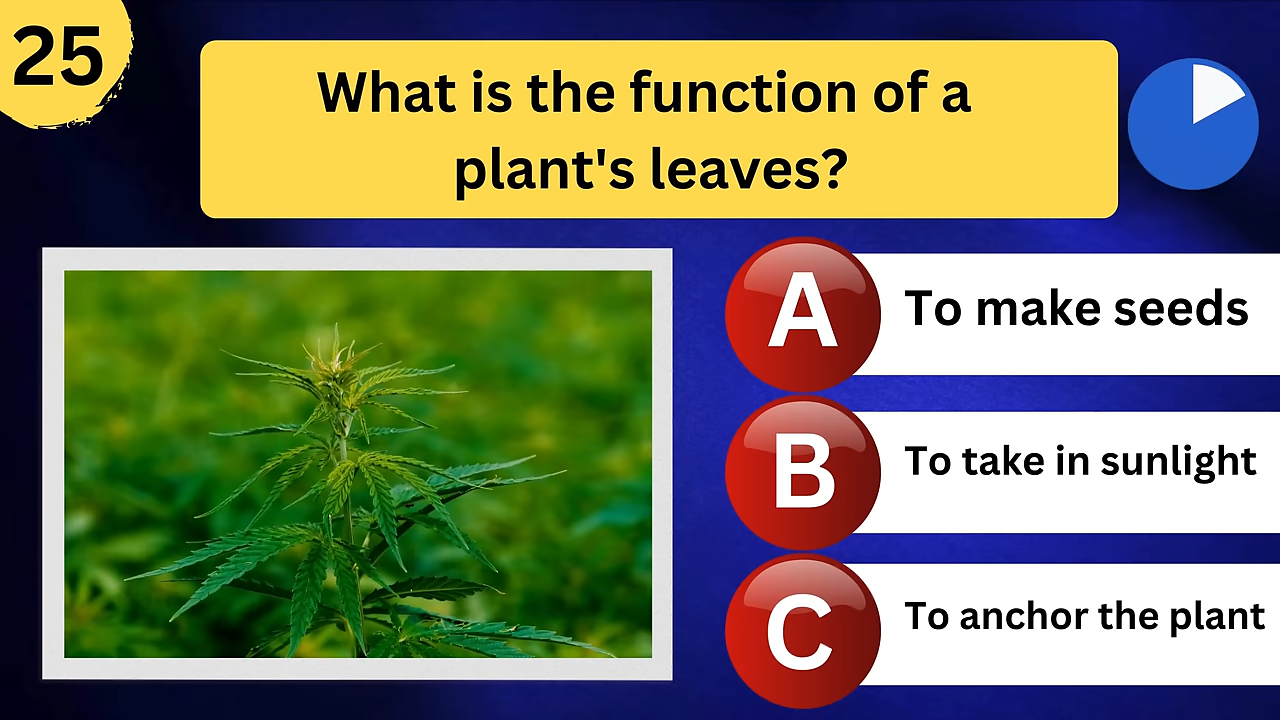 25
What is the function of a
plant's leaves?
A
To make seeds
B
To take in sunlight
C
To anchor the plant